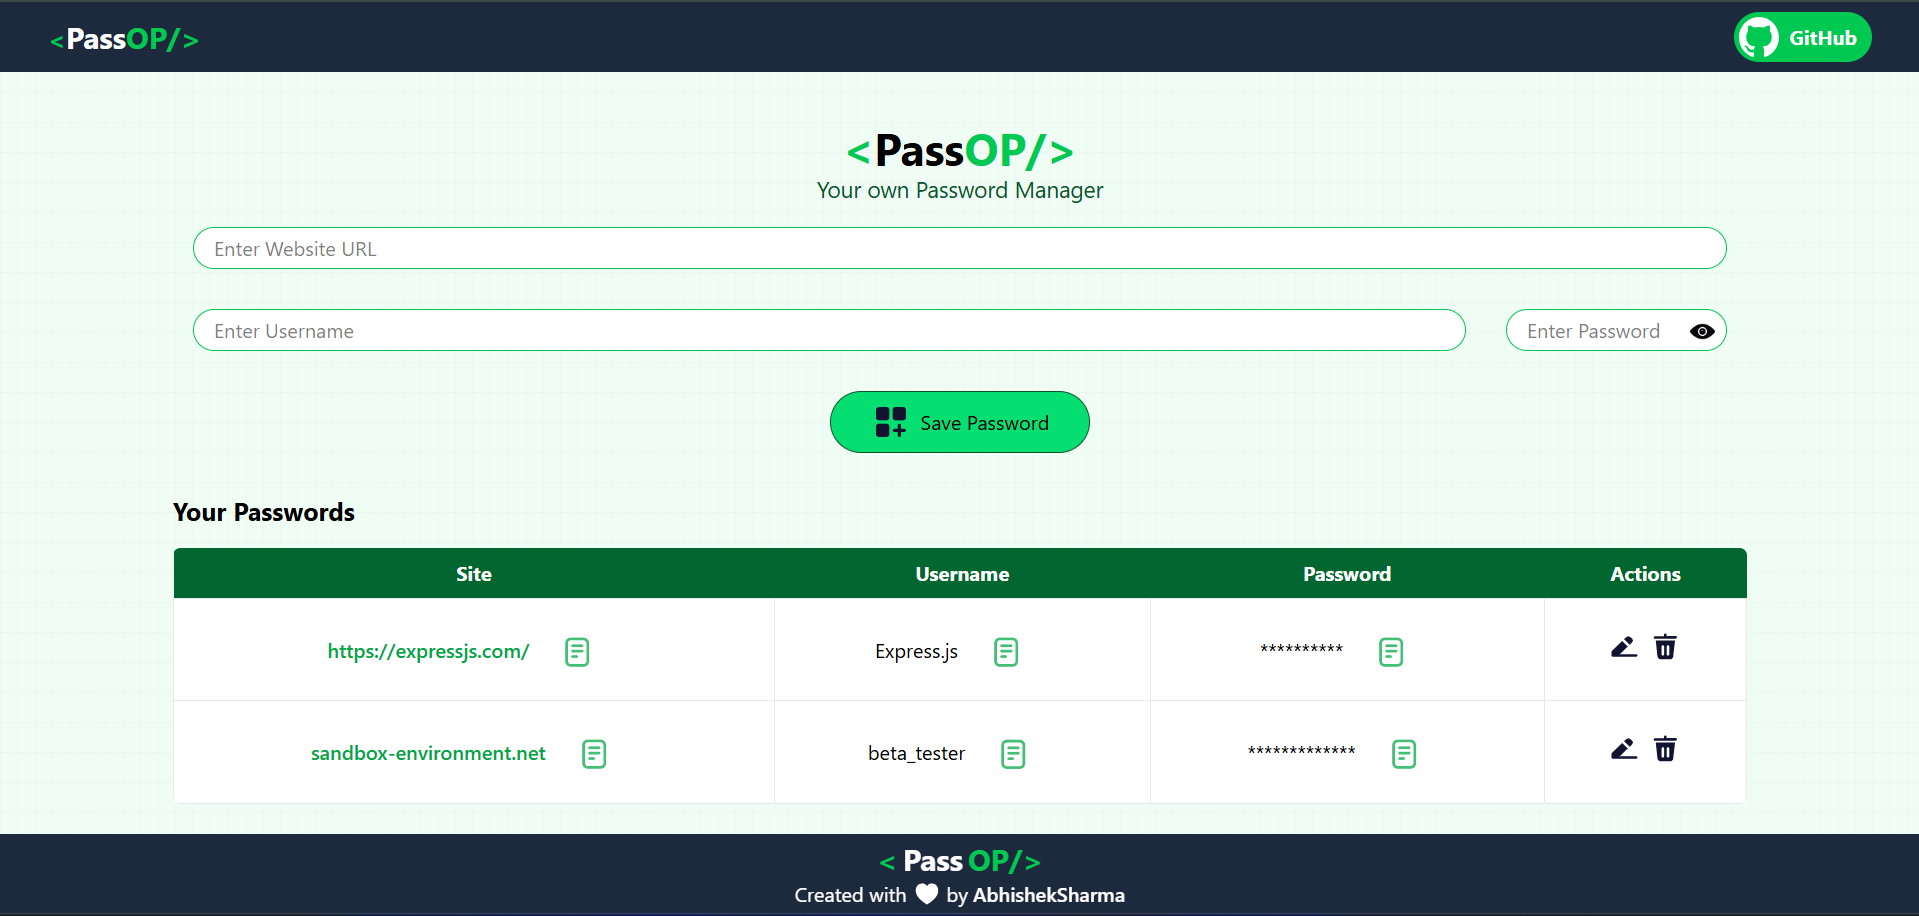 <PassOP/>
GitHub
<PassOP/>
Your own Password Manager
Enter Website URL
Enter Username
Enter Password
Save Password
Your Passwords
Site Username Password Actions
https://expressjs.com/ Express.js **********
sandbox-environment.net beta_tester *************
< Pass OP/>
Created with by AbhishekSharma